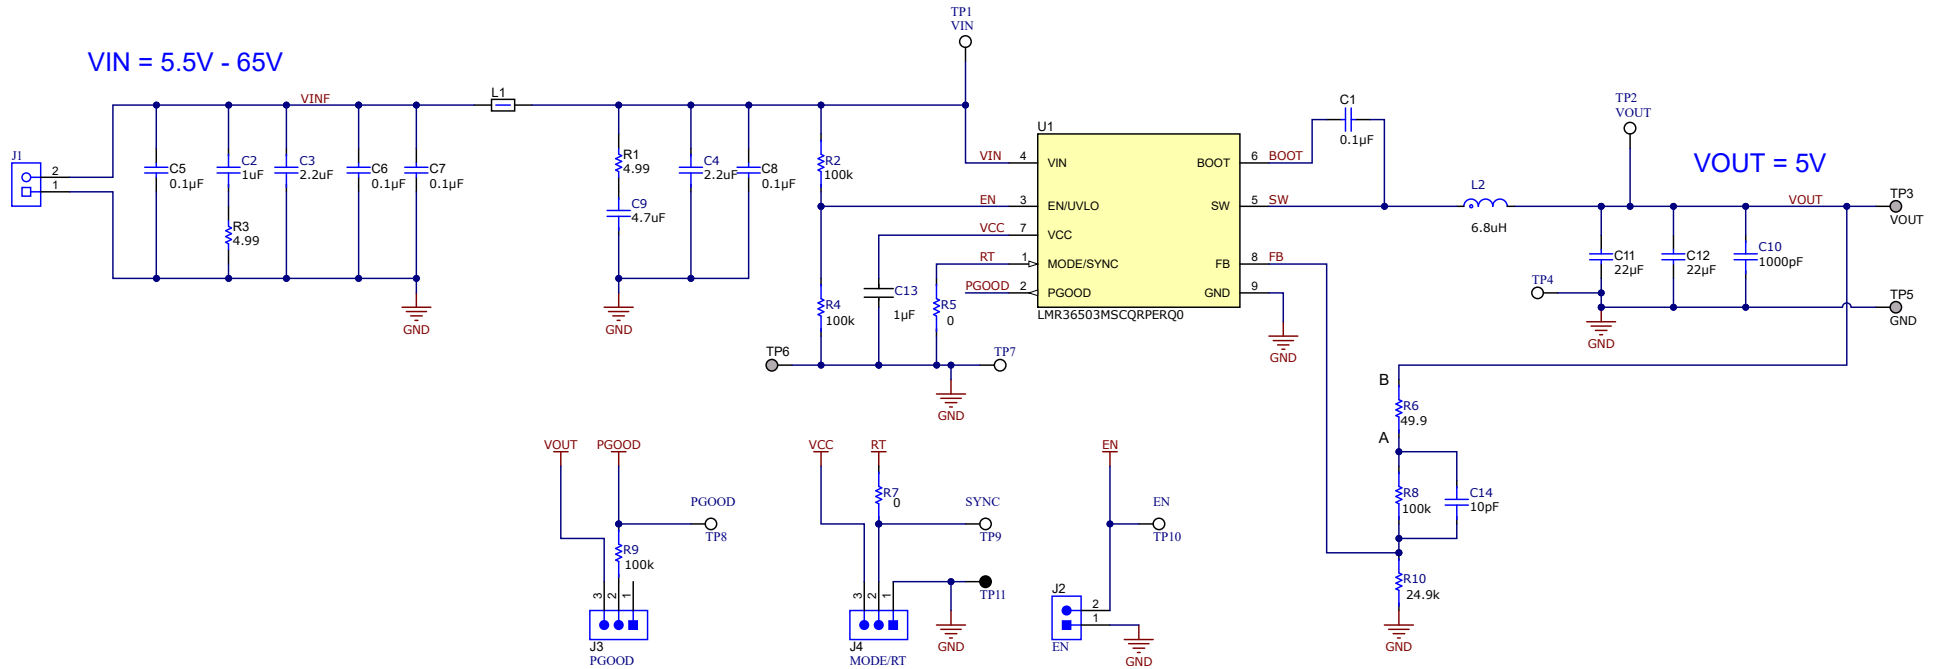 VIN = 5.5V - 65V
TP1
VIN
VINF
L1
J1
2
1
C5
0.1µF
C2
1uF
R3
4.99
C3
2.2uF
C6
0.1µF
C7
0.1µF
GND
R1
4.99
C9
4.7uF
C4
2.2uF
C8
0.1µF
GND
R2
100k
R4
100k
EN
VCC
RT
PGOOD
C13
1µF
R5
0
TP6
TP7
GND
U1
VIN 4 VIN
3 EN/UVLO
7 VCC
1 MODE/SYNC
2 PGOOD
BOOT 6 BOOT
SW 5 SW
FB 8 FB
GND 9
LMR36503MSCQRPERQ0
GND
C1
0.1µF
L2
6.8uH
TP2
VOUT
VOUT = 5V
VOUT
TP3
VOUT
C11
22µF
C12
22µF
C10
1000pF
TP4
TP5
GND
GND
B
R6
49.9
A
R8
100k
C14
10pF
R10
24.9k
GND
VOUT
PGOOD
PGOOD
TP8
R9
100k
3 2 1
J3
PGOOD
VCC
RT
R7
0
SYNC
TP9
TP11
3 2 1
J4
MODE/RT
GND
EN
EN
TP10
J2
2
1
EN
GND